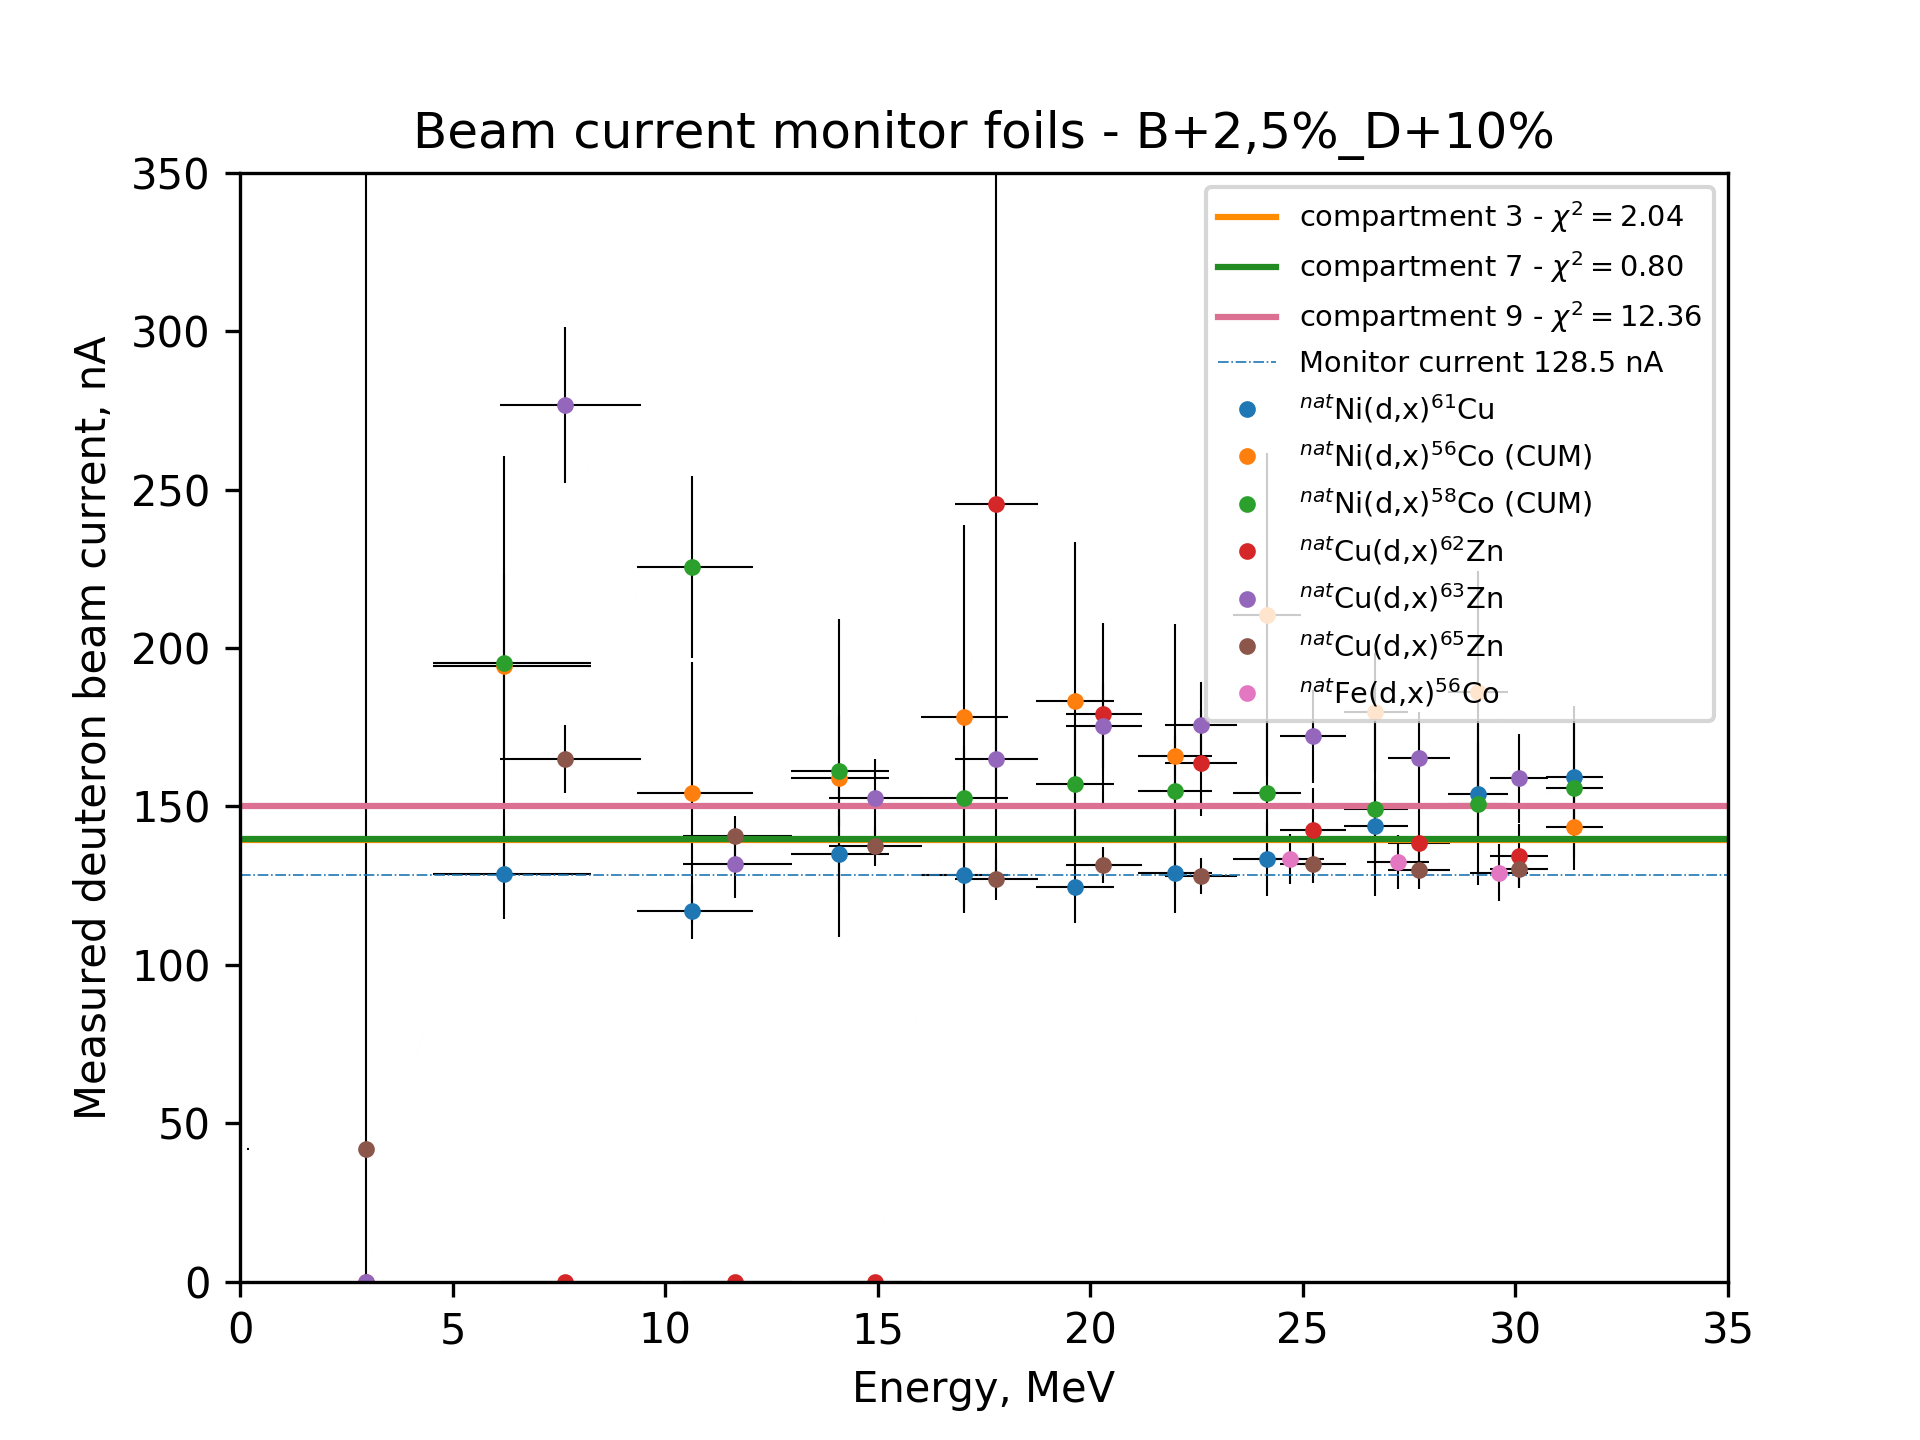 Beam current monitor foils - B+2,5%_D+10%
Measured deuteron beam current, nA
350
300
250
200
150
100
50
0
compartment 3 - χ² = 2.04
compartment 7 - χ² = 0.80
compartment 9 - χ² = 12.36
Monitor current 128.5 nA
ⁿᵃᵗNi(d,x)⁶¹Cu
ⁿᵃᵗNi(d,x)⁵⁶Co (CUM)
ⁿᵃᵗNi(d,x)⁵⁸Co (CUM)
ⁿᵃᵗCu(d,x)⁶²Zn
ⁿᵃᵗCu(d,x)⁶³Zn
ⁿᵃᵗCu(d,x)⁶⁵Zn
ⁿᵃᵗFe(d,x)⁵⁶Co
0 5 10 15 20 25 30 35
Energy, MeV